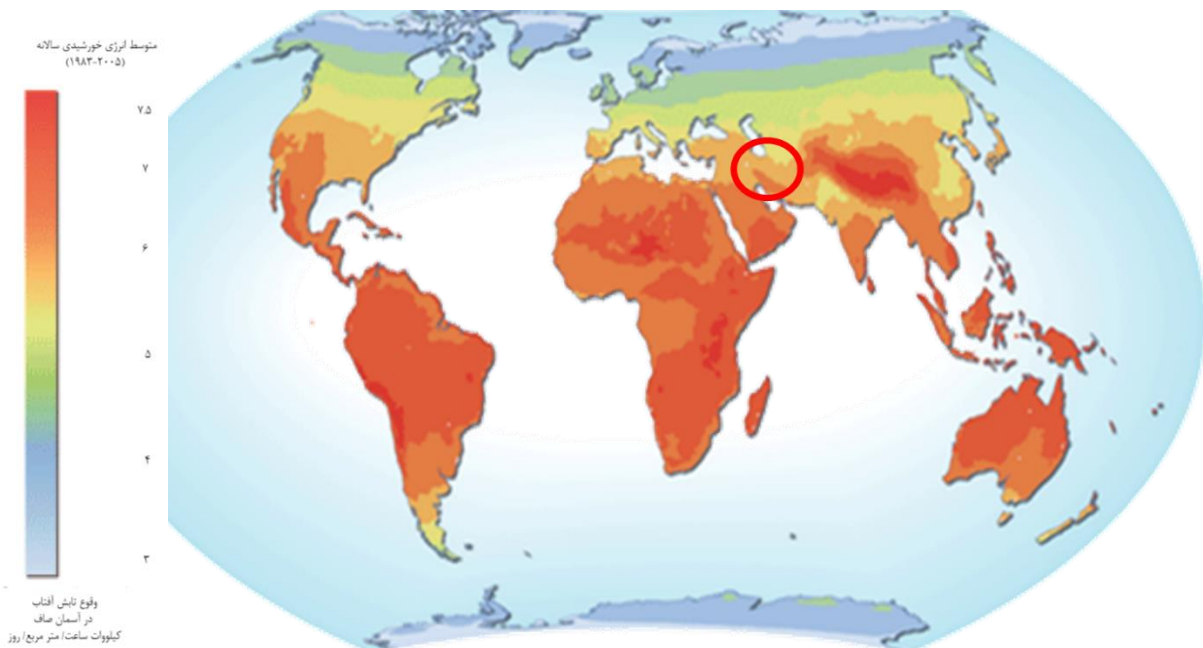 متوسط انرژی خورشیدی سالانه
(۱۹۸۳-۲۰۰۵)
۷.۵
۷
۶
۵
۴
۳
وقوع تابش آفتاب
در آسمان صاف
کیلووات ساعت/ متر مربع/ روز